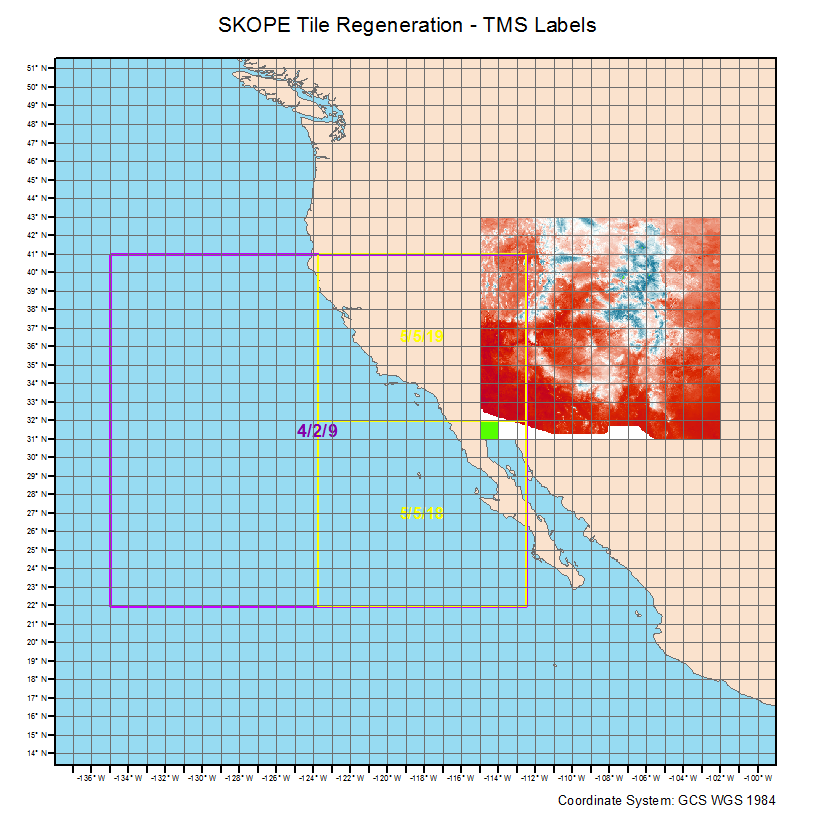 SKOPE Tile Regeneration - TMS Labels
51° N
50° N
49° N
48° N
47° N
46° N
45° N
44° N
43° N
42° N
41° N
40° N
39° N
38° N
37° N
5/5/19
36° N
35° N
34° N
33° N
32° N
4/2/9
31° N
30° N
29° N
28° N
27° N
5/5/18
26° N
25° N
24° N
23° N
22° N
21° N
20° N
19° N
18° N
17° N
16° N
15° N
14° N
-136° W -134° W -132° W -130° W -128° W -126° W -124° W -122° W -120° W -118° W -116° W -114° W -112° W -110° W -108° W -106° W -104° W -102° W -100° W
Coordinate System: GCS WGS 1984